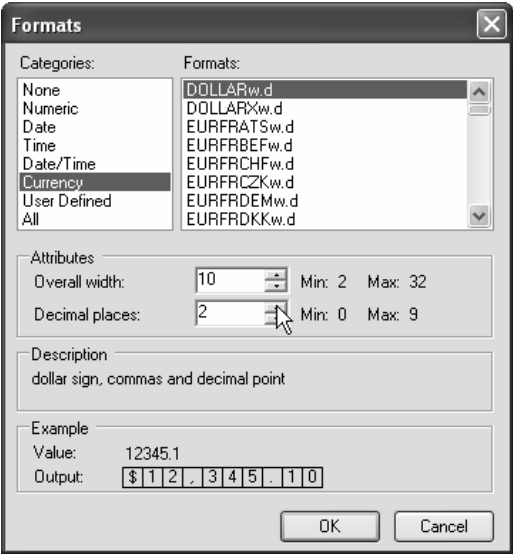 Formats
Categories:
Formats:
None
Numeric
Date
Time
Date/Time
Currency
User Defined
All
DOLLARw.d
DOLLARXw.d
EURFRATSw.d
EURFRBEFw.d
EURFRCHFw.d
EURFRCZKw.d
EURFRDEMw.d
EURFRDKKw.d
Attributes
Overall width: 10 Min: 2 Max: 32
Decimal places: 2 Min: 0 Max: 9
Description
dollar sign, commas and decimal point
Example
Value: 12345.1
Output: $12,345.10
OK Cancel